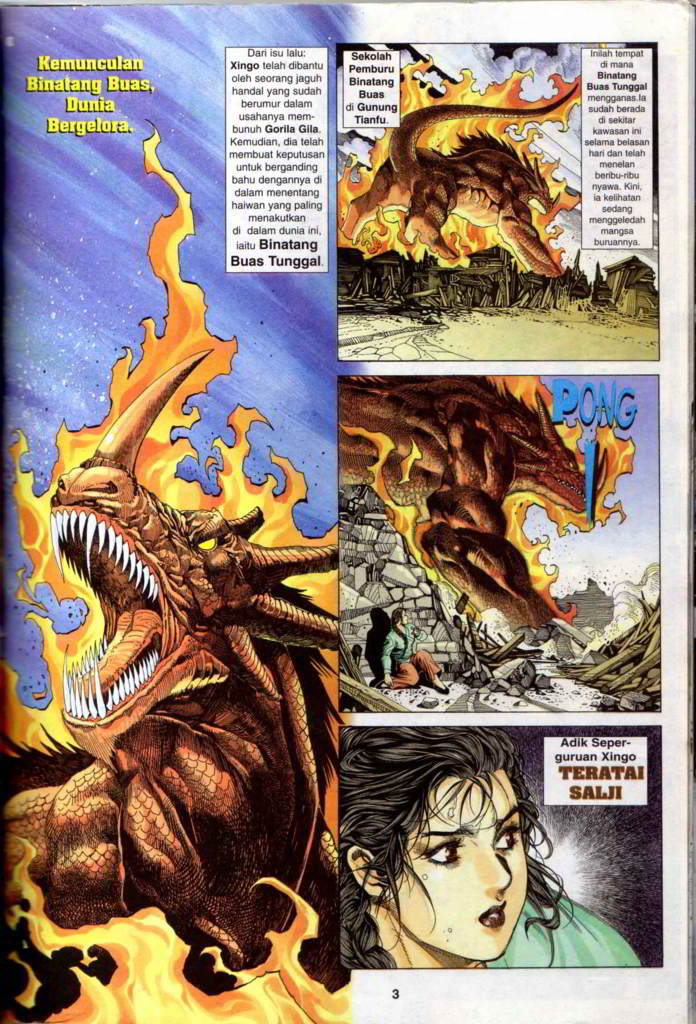 Kemunculan
Binatang Buas,
Dunia
Bergelora.
Dari isu lalu:
Xingo telah dibantu
oleh seorang jaguh
handal yang sudah
berumur dalam
usahanya mem-
bunuh Gorila Gila.
Kemudian, dia telah
membuat keputusan
untuk berganding
bahu dengannya di
dalam menentang
haiwan yang paling
menakutkan
di dalam dunia ini,
iaitu Binatang
Buas Tunggal.
Sekolah
Pemburu
Binatang
Buas
di Gunung
Tianfu.
Inilah tempat
di mana
Binatang
Buas Tunggal
mengganas.Ia
sudah berada
di sekitar
kawasan ini
selama belasan
hari dan telah
menelan
beribu-ribu
nyawa. Kini,
ia kelihatan
sedang
menggeledah
mangsa
buruannya.
PONG
!
Adik Seper-
guruan Xingo
TERATAI
SALJI
3